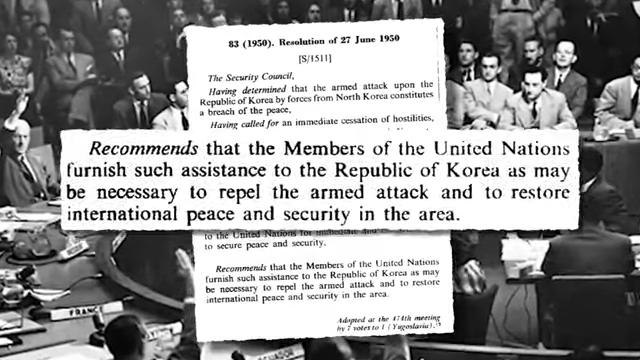 83 (1950). Resolution of 27 June 1950
[S/1511]
The Security Council,
Having determined that the armed attack upon the
Republic of Korea by forces from North Korea constitutes
a breach of the peace,
Having called for an immediate cessation of hostilities,
Recommends that the Members of the United Nations
furnish such assistance to the Republic of Korea as may
be necessary to repel the armed attack and to restore
international peace and security in the area.
to the United Nations for immediate and
to secure peace and security.
Recommends that the Members of the United Nations
furnish such assistance to the Republic of Korea as may
be necessary to repel the armed attack and to restore
international peace and security in the area.
Adopted at the 474th meeting
by 7 votes to 1 (Yugoslavia).
FRANCE
ECUADOR